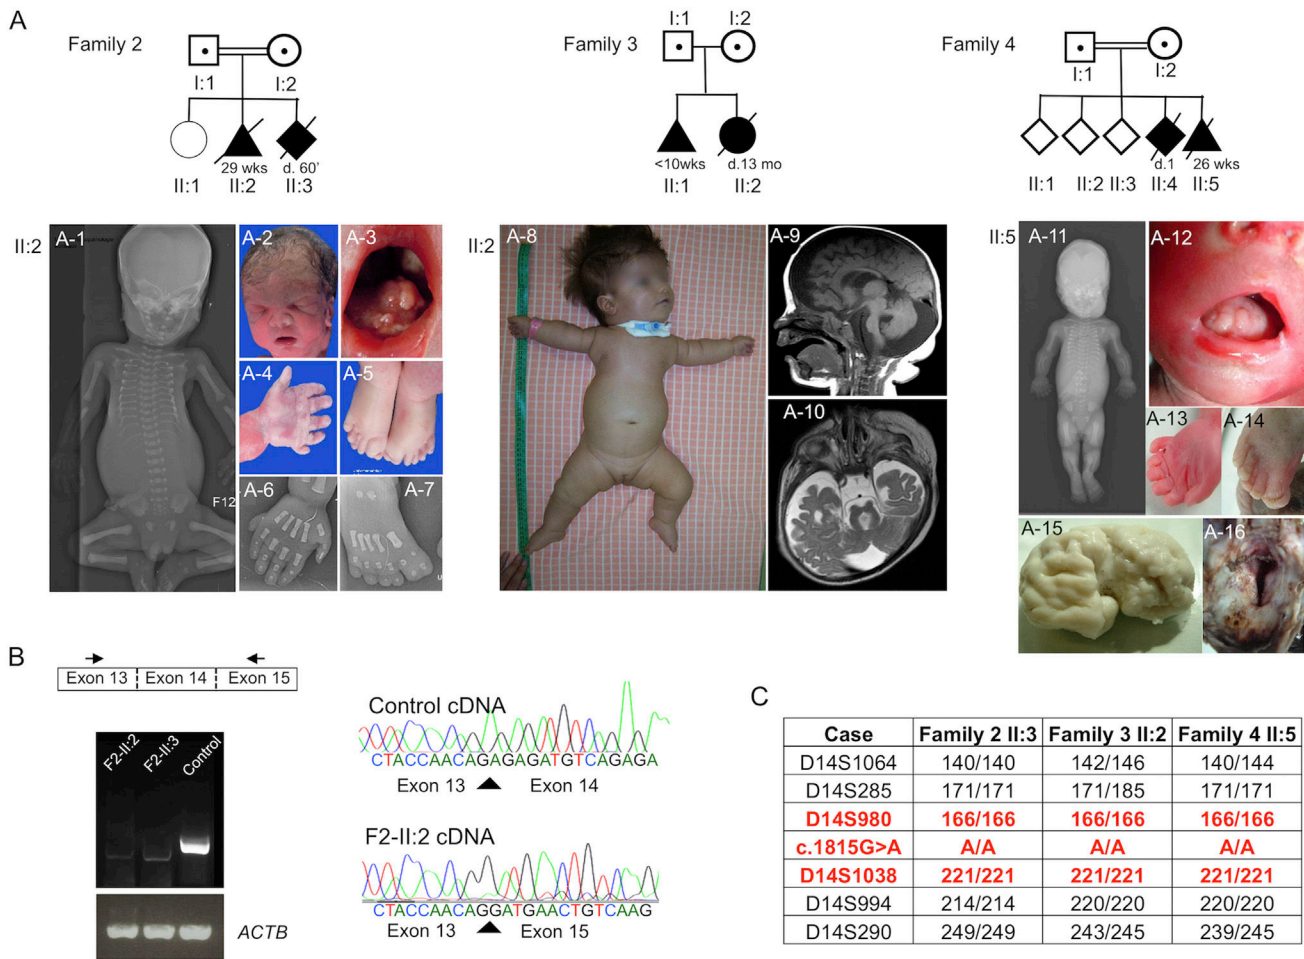 A
Family 2
I:1
I:2
29 wks
d. 60'
II:1
II:2
II:3
Family 3
I:1
I:2
<10wks
d.13 mo
II:1
II:2
Family 4
I:1
I:2
d.1
26 wks
II:1
II:2
II:3
II:4
II:5
II:2
A-1
A-2
A-3
A-4
A-5
A-6
A-7
F12
II:2
A-8
A-9
A-10
II:5
A-11
A-12
A-13
A-14
A-15
A-16
B
Exon 13
Exon 14
Exon 15
F2-II:2
F2-II:3
Control
ACTB
Control cDNA
CTACCAACAGAGAGATGTCAGAGA
Exon 13
Exon 14
F2-II:2 cDNA
CTACCAACAGGATGAACTGTCAAG
Exon 13
Exon 15
C
Case Family 2 II:3 Family 3 II:2 Family 4 II:5
D14S1064 140/140 142/146 140/144
D14S285 171/171 171/185 171/171
D14S980 166/166 166/166 166/166
c.1815G>A A/A A/A A/A
D14S1038 221/221 221/221 221/221
D14S994 214/214 220/220 220/220
D14S290 249/249 243/245 239/245